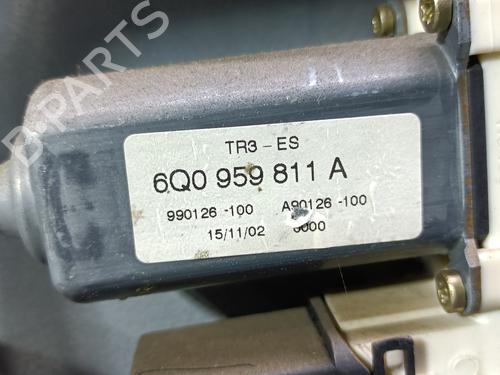 B-PARTS
TR3-ES
6Q0 959 811 A
990126-100 A90126-100
15/11/02 0000